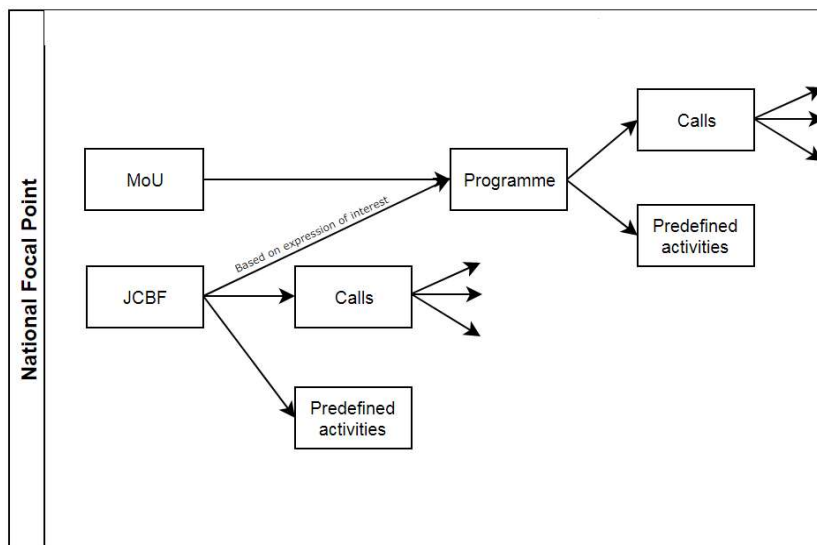 National Focal Point
Calls
MoU
Programme
Based on expression of interest
Predefined
activities
JCBF
Calls
Predefined
activities